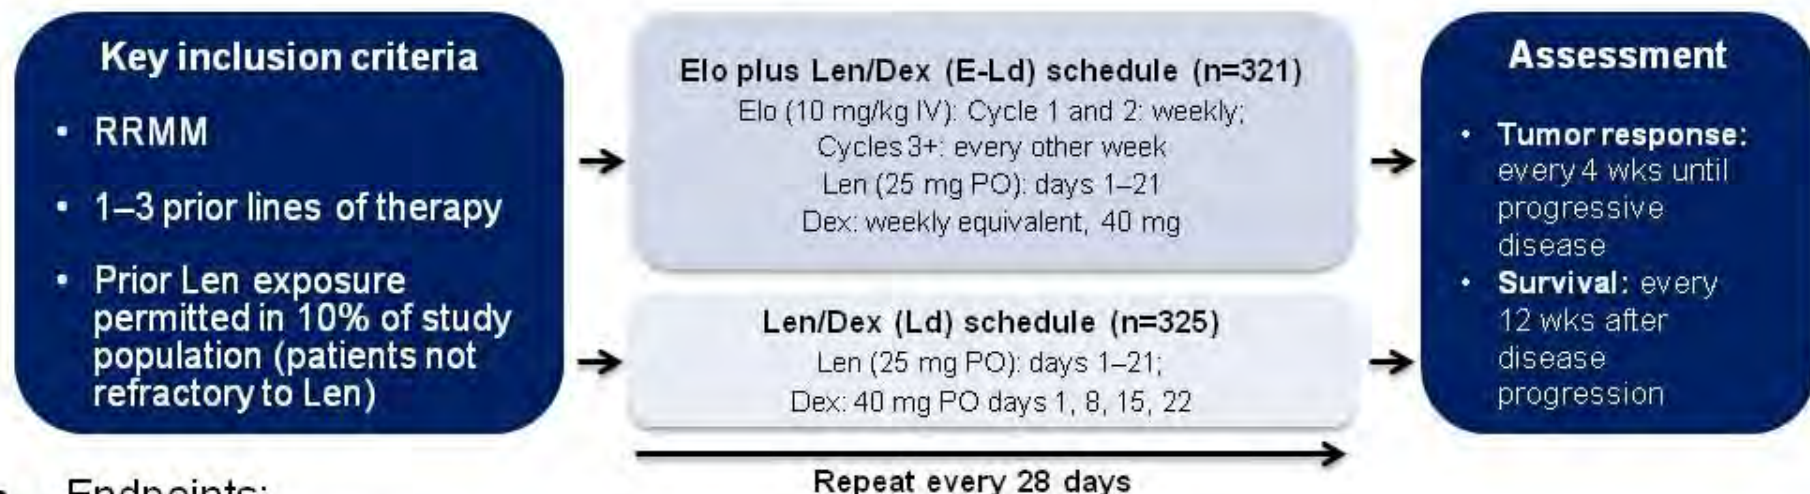 Key inclusion criteria
• RRMM
• 1–3 prior lines of therapy
• Prior Len exposure
permitted in 10% of study
population (patients not
refractory to Len)
Elo plus Len/Dex (E-Ld) schedule (n=321)
Elo (10 mg/kg IV): Cycle 1 and 2: weekly;
Cycles 3+: every other week
Len (25 mg PO): days 1–21
Dex: weekly equivalent, 40 mg
Len/Dex (Ld) schedule (n=325)
Len (25 mg PO): days 1–21;
Dex: 40 mg PO days 1, 8, 15, 22
Repeat every 28 days
Assessment
• Tumor response:
every 4 wks until
progressive
disease
• Survival: every
12 wks after
disease
progression
Endpoints: